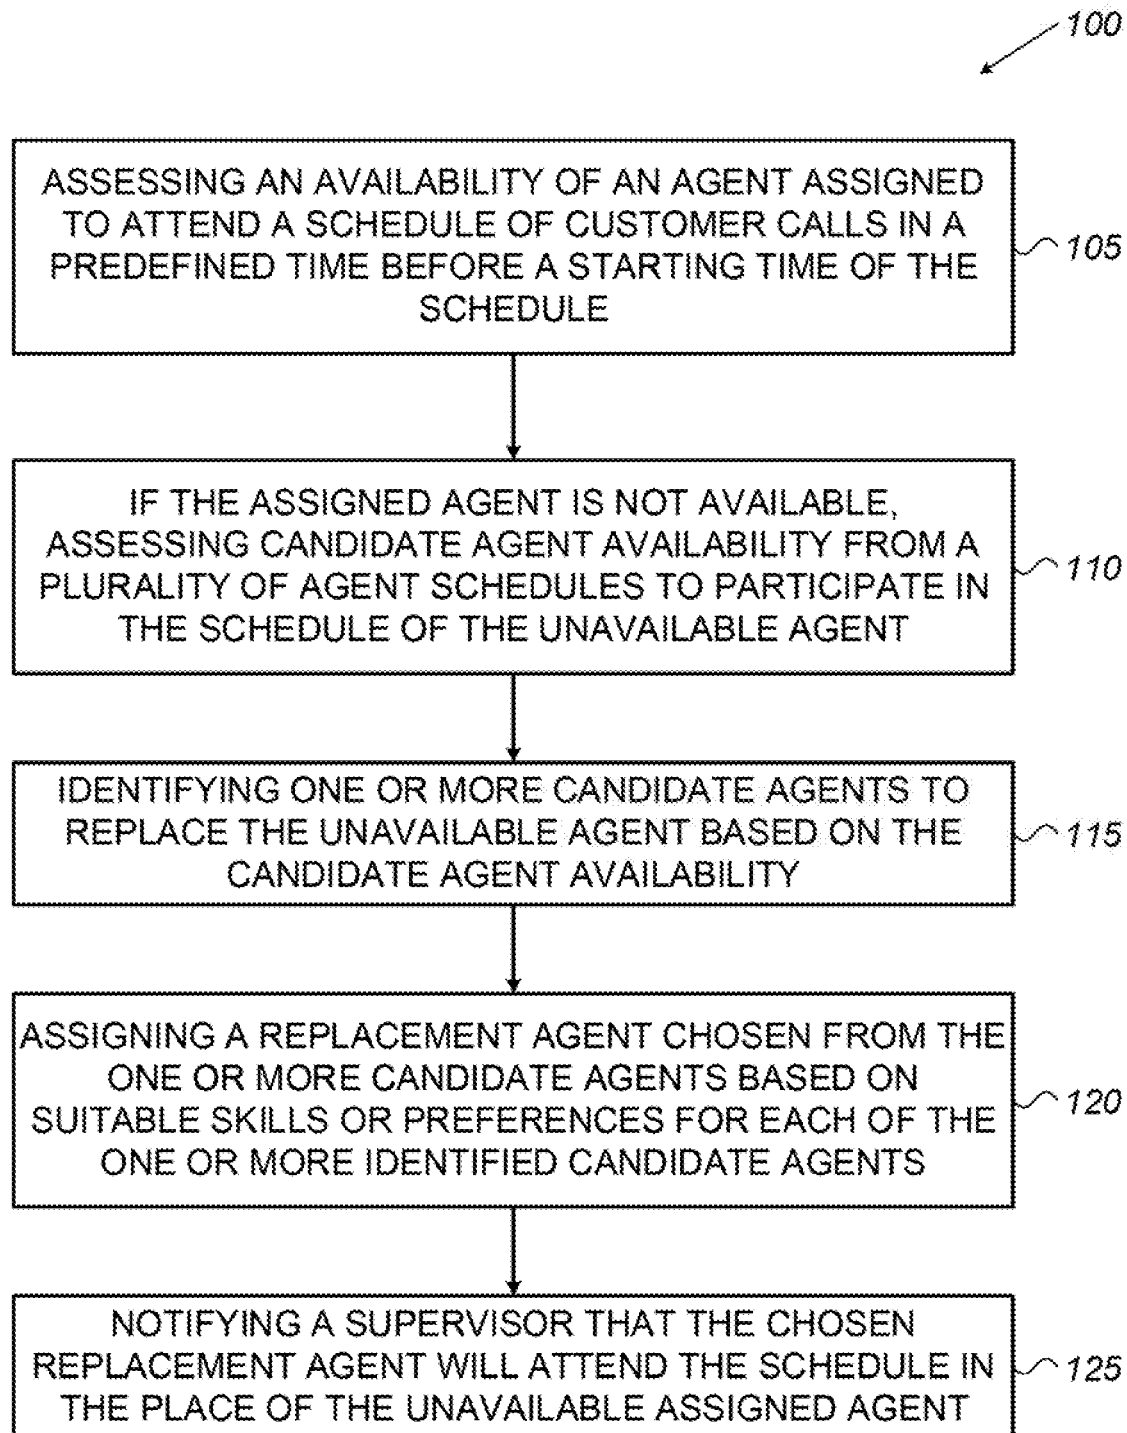 100
ASSESSING AN AVAILABILITY OF AN AGENT ASSIGNED
TO ATTEND A SCHEDULE OF CUSTOMER CALLS IN A
PREDEFINED TIME BEFORE A STARTING TIME OF THE
SCHEDULE
105
IF THE ASSIGNED AGENT IS NOT AVAILABLE,
ASSESSING CANDIDATE AGENT AVAILABILITY FROM A
PLURALITY OF AGENT SCHEDULES TO PARTICIPATE IN
THE SCHEDULE OF THE UNAVAILABLE AGENT
110
IDENTIFYING ONE OR MORE CANDIDATE AGENTS TO
REPLACE THE UNAVAILABLE AGENT BASED ON THE
CANDIDATE AGENT AVAILABILITY
115
ASSIGNING A REPLACEMENT AGENT CHOSEN FROM THE
ONE OR MORE CANDIDATE AGENTS BASED ON
SUITABLE SKILLS OR PREFERENCES FOR EACH OF THE
ONE OR MORE IDENTIFIED CANDIDATE AGENTS
120
NOTIFYING A SUPERVISOR THAT THE CHOSEN
REPLACEMENT AGENT WILL ATTEND THE SCHEDULE IN
THE PLACE OF THE UNAVAILABLE ASSIGNED AGENT
125